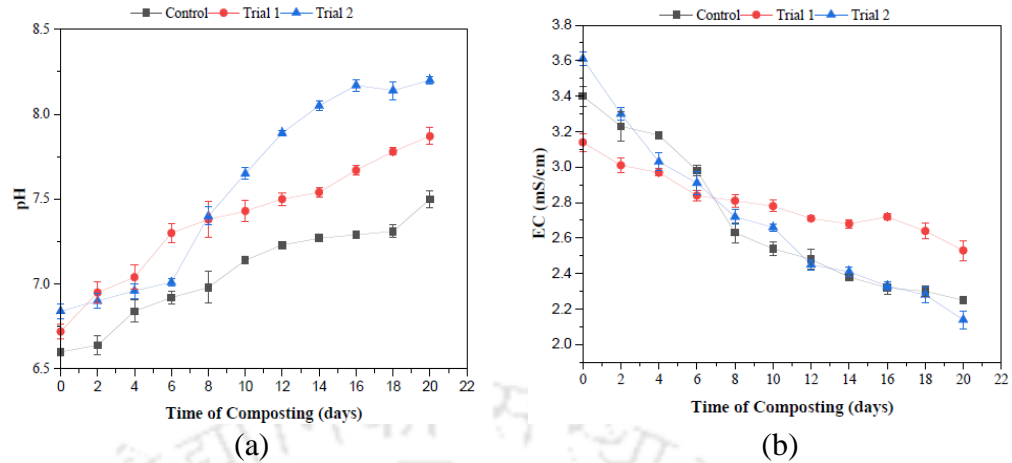 Control Trial 1 Trial 2
8.5
8.0
7.5
7.0
6.5
pH
0 2 4 6 8 10 12 14 16 18 20 22
Time of Composting (days)
(a)
Control Trial 1 Trial 2
3.8
3.6
3.4
3.2
3.0
2.8
2.6
2.4
2.2
2.0
EC (mS/cm)
0 2 4 6 8 10 12 14 16 18 20 22
Time of Composting (days)
(b)